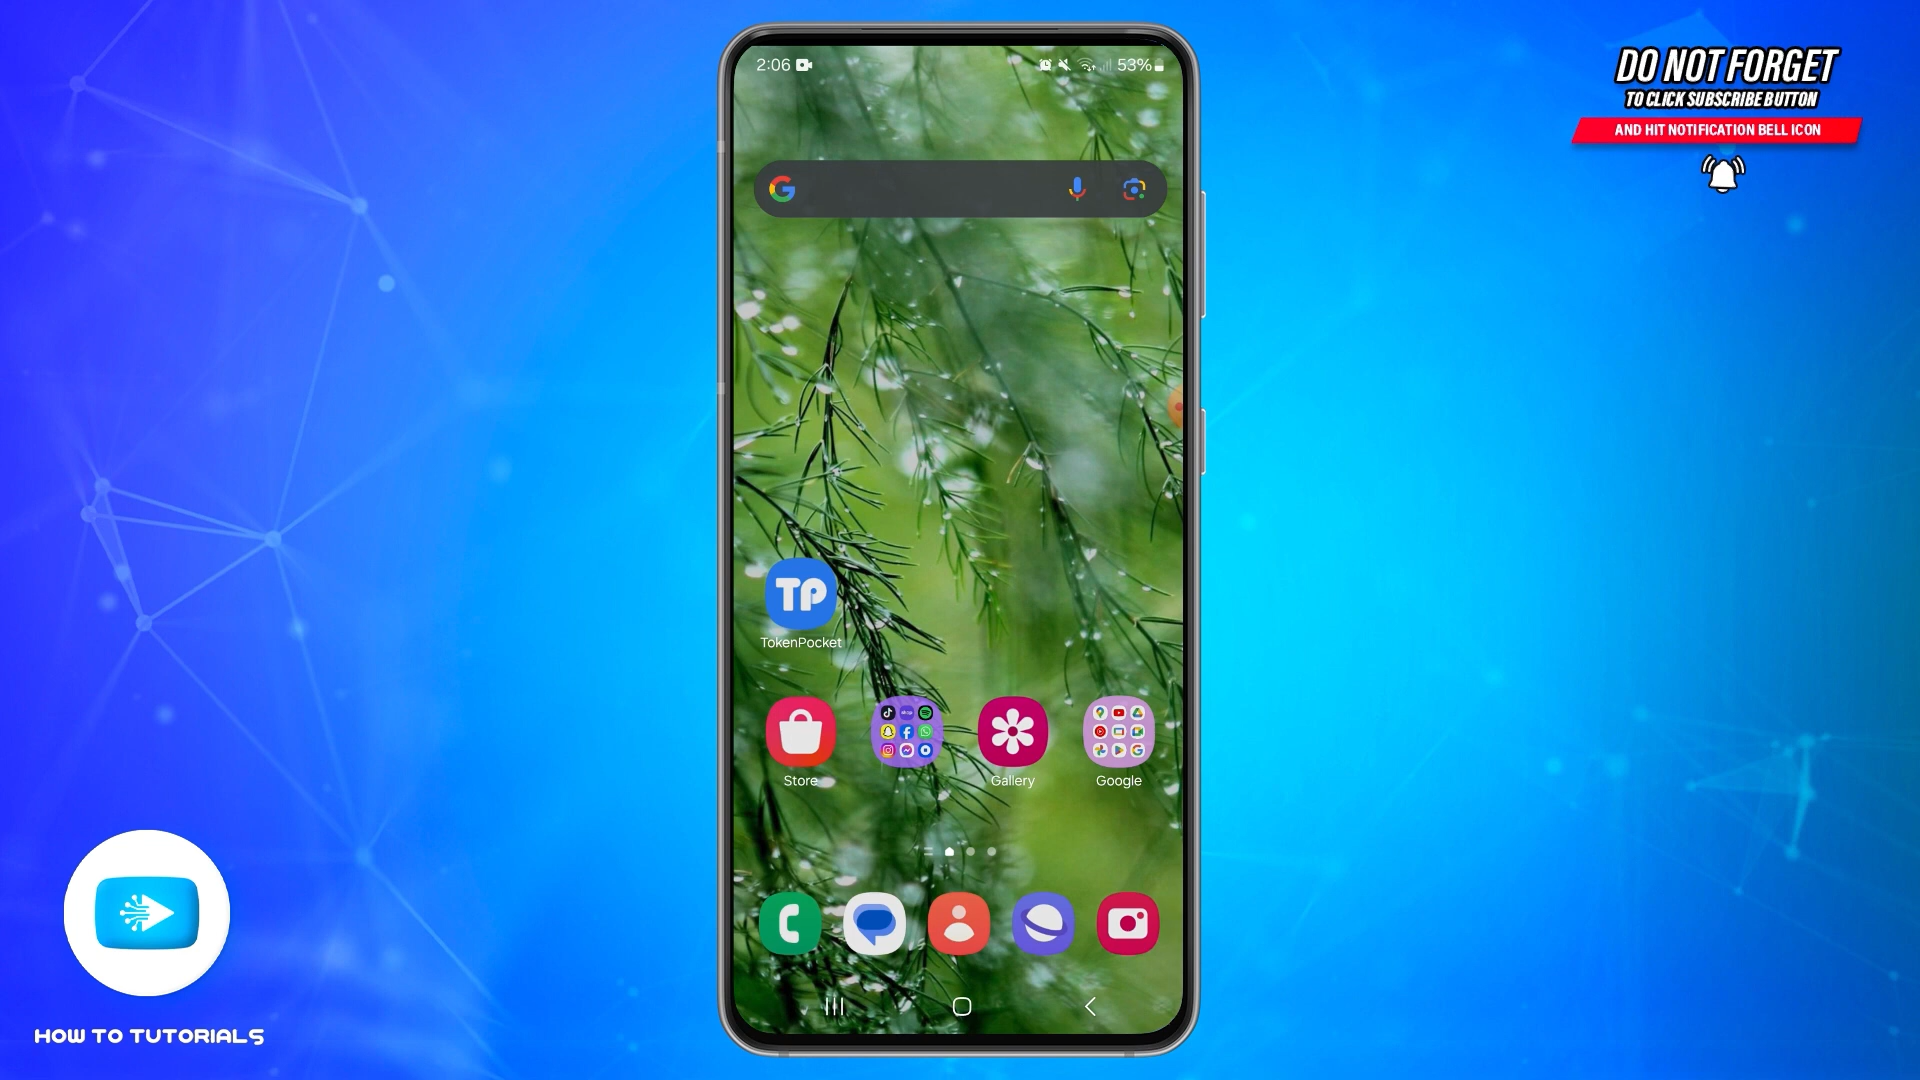 2:06
53%
DO NOT FORGET
TO CLICK SUBSCRIBE BUTTON
AND HIT NOTIFICATION BELL ICON
TP
TokenPocket
Store
Gallery
Google
HOW TO TUTORIALS